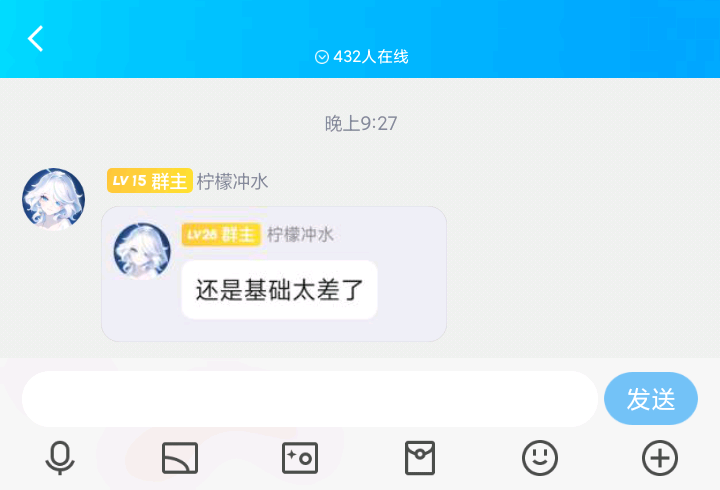 432人在线
晚上9:27
LV15 群主 柠檬冲水
LV26 群主 柠檬冲水
还是基础太差了
发送